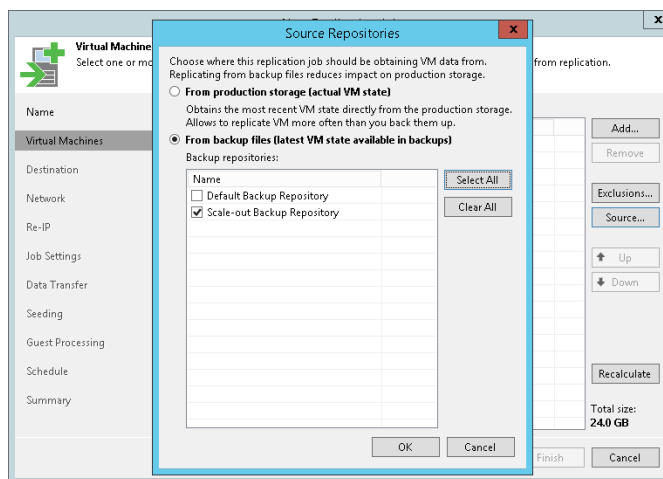 Source Repositories
x
x
Virtual Machine
Select one or mo
from replication.
Choose where this replication job should be obtaining VM data from.
Replicating from backup files reduces impact on production storage.
From production storage (actual VM state)
Obtains the most recent VM state directly from the production storage.
Allows to replicate VM more often than you back them up.
From backup files (latest VM state available in backups)
Backup repositories:
Name
Default Backup Repository
Scale-out Backup Repository
Select All
Clear All
OK
Cancel
Name
Virtual Machines
Destination
Network
Re-IP
Job Settings
Data Transfer
Seeding
Guest Processing
Schedule
Summary
Add...
Remove
Exclusions...
Source...
Up
Down
Recalculate
Total size:
24.0 GB
Finish
Cancel